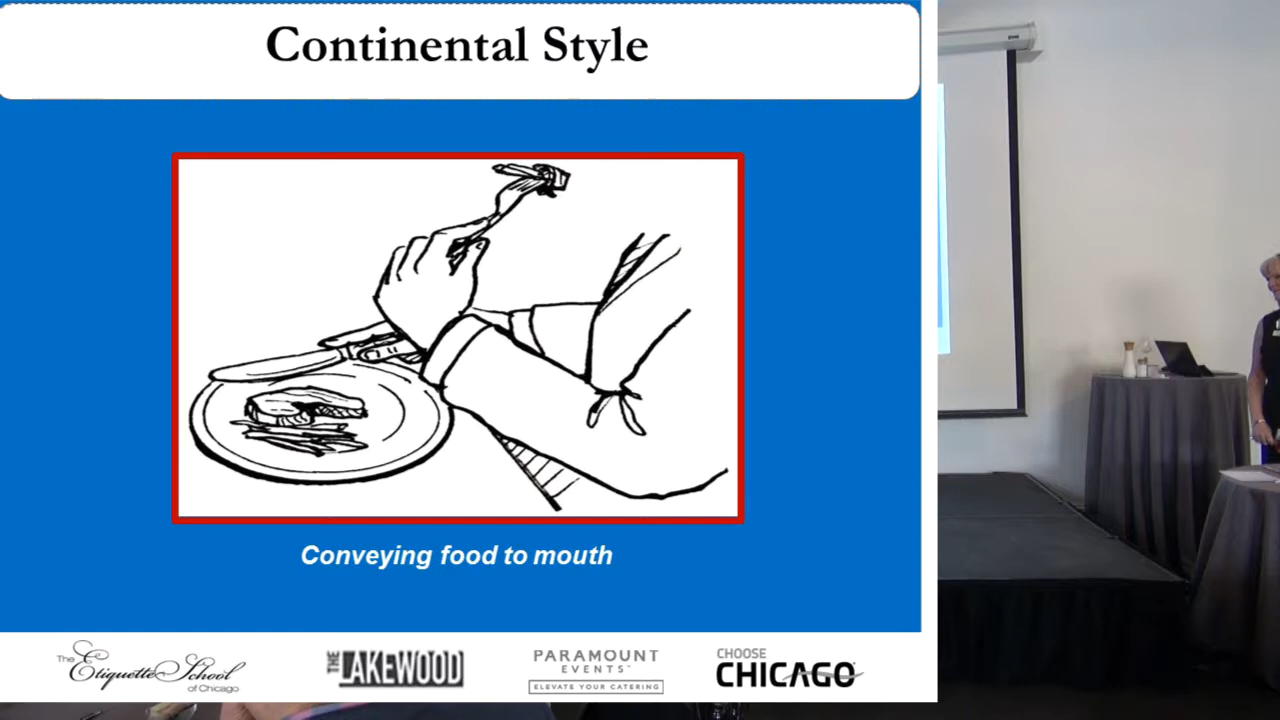 Continental Style
Conveying food to mouth
The
Etiquette School
of Chicago
THE LAKEWOOD
PARAMOUNT
EVENTS
ELEVATE YOUR CATERING
CHOOSE
CHICAGO